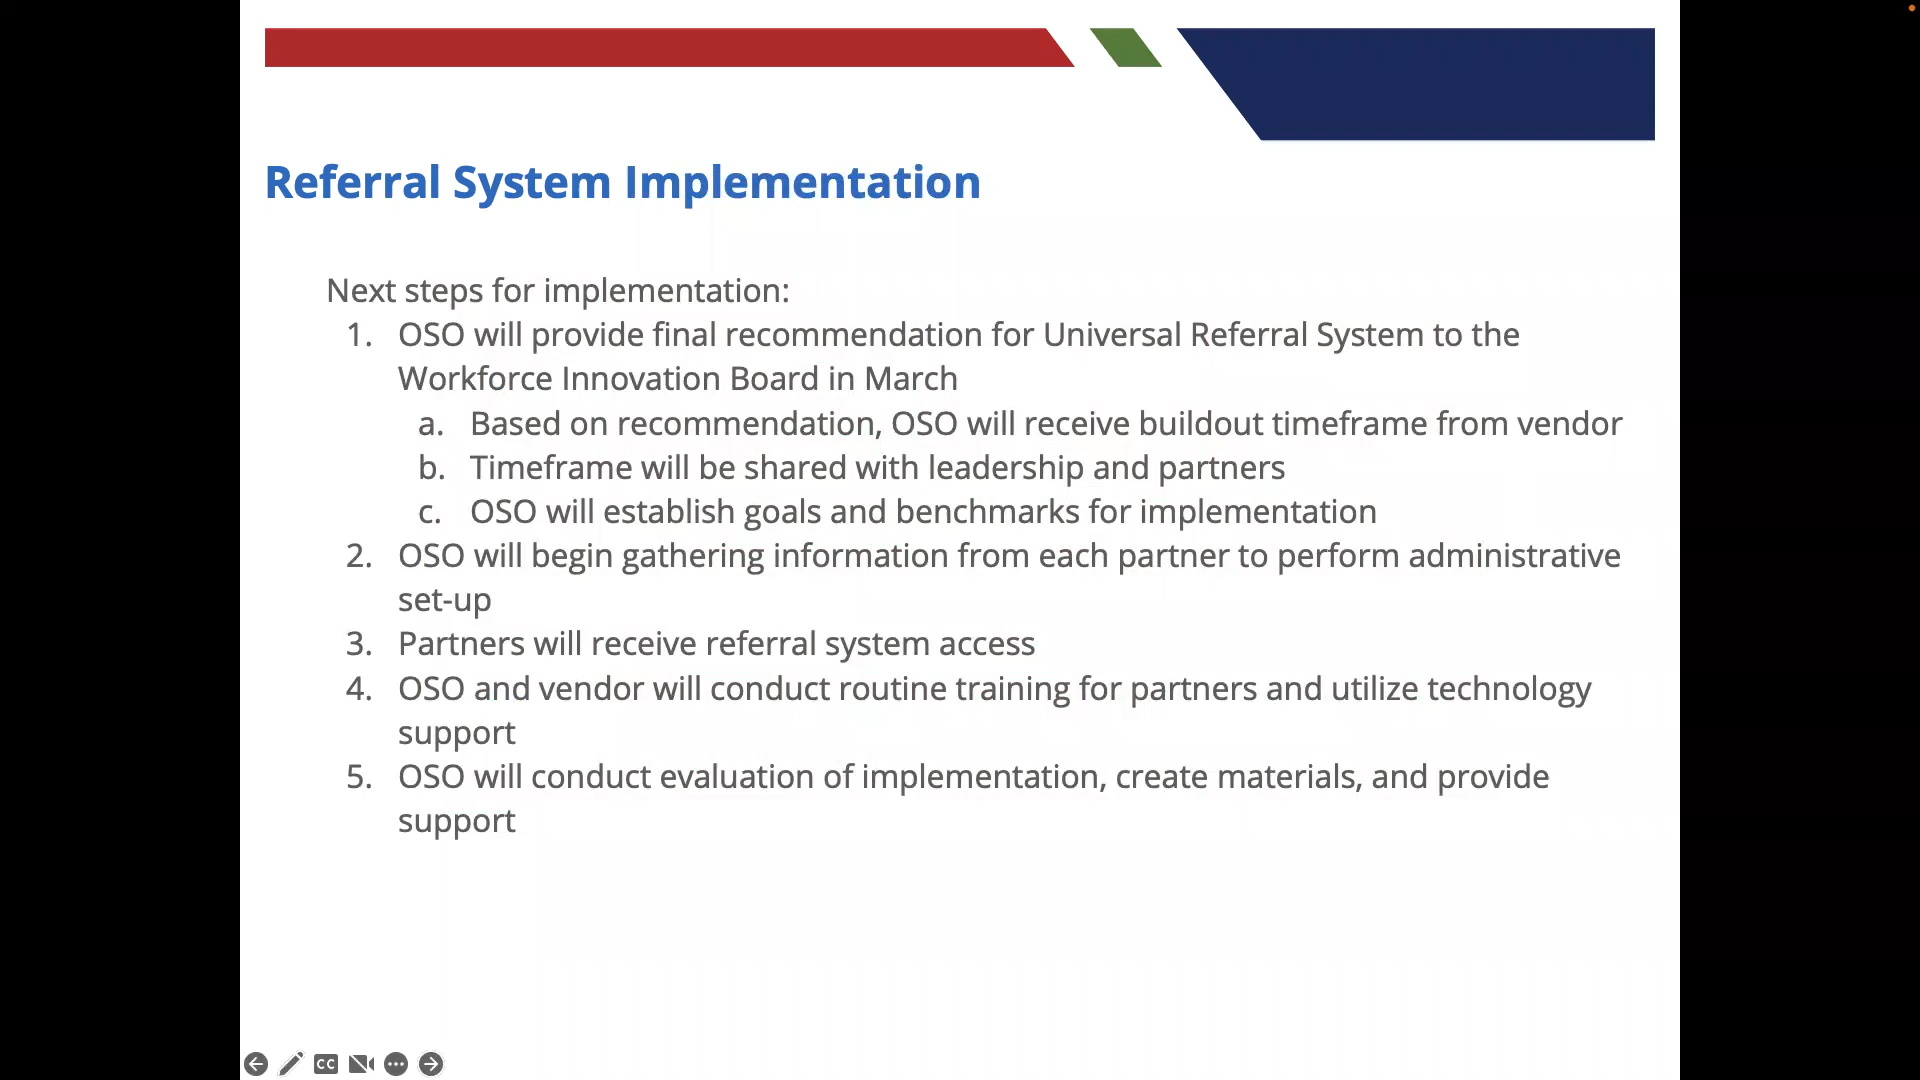 Referral System Implementation
Next steps for implementation:
1. OSO will provide final recommendation for Universal Referral System to the
Workforce Innovation Board in March
a. Based on recommendation, OSO will receive buildout timeframe from vendor
b. Timeframe will be shared with leadership and partners
c. OSO will establish goals and benchmarks for implementation
2. OSO will begin gathering information from each partner to perform administrative
set-up
3. Partners will receive referral system access
4. OSO and vendor will conduct routine training for partners and utilize technology
support
5. OSO will conduct evaluation of implementation, create materials, and provide
support
CC